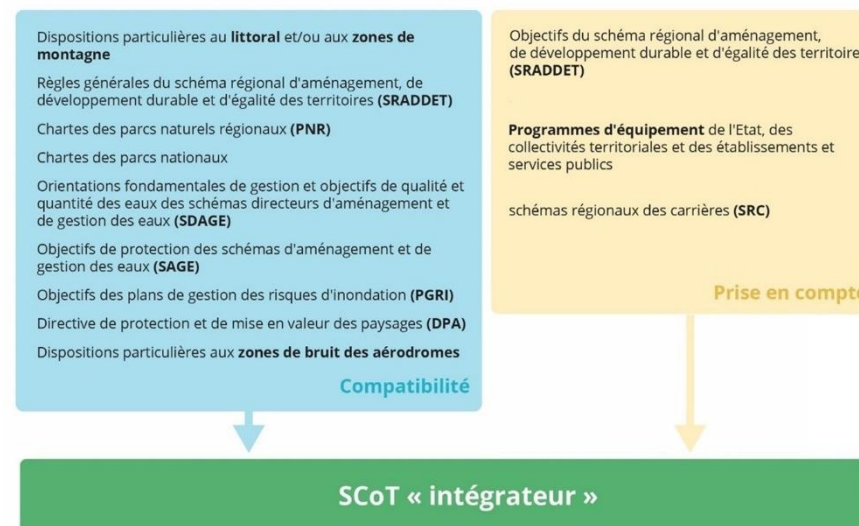 Dispositions particulières au littoral et/ou aux zones de
montagne
Règles générales du schéma régional d'aménagement, de
développement durable et d'égalité des territoires (SRADDET)
Chartes des parcs naturels régionaux (PNR)
Chartes des parcs nationaux
Orientations fondamentales de gestion et objectifs de qualité et
quantité des eaux des schémas directeurs d'aménagement et
de gestion des eaux (SDAGE)
Objectifs de protection des schémas d'aménagement et de
gestion des eaux (SAGE)
Objectifs des plans de gestion des risques d'inondation (PGRI)
Directive de protection et de mise en valeur des paysages (DPA)
Dispositions particulières aux zones de bruit des aérodromes
Compatibilité
Objectifs du schéma régional d'aménagement,
de développement durable et d'égalité des territoire
(SRADDET)
Programmes d'équipement de l'Etat, des
collectivités territoriales et des établissements et
services publics
schémas régionaux des carrières (SRC)
Prise en compte
SCoT « intégrateur »